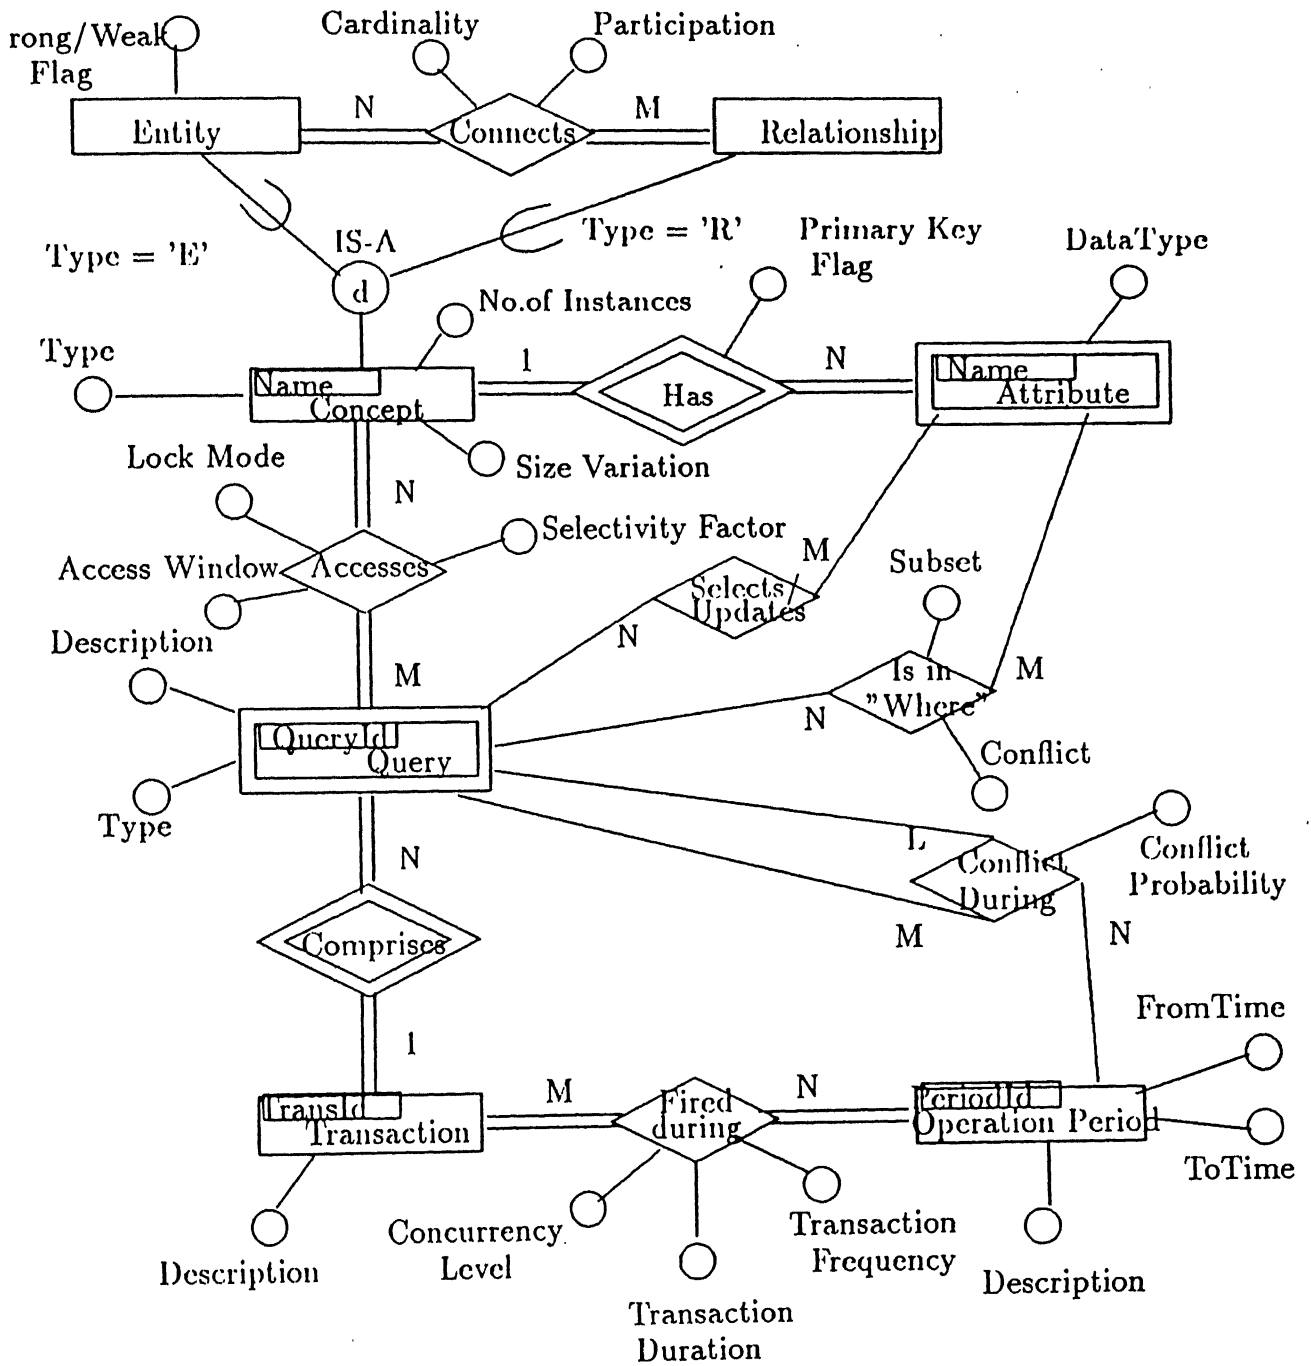 Cardinality
Participation
rong/Weak
Flag
N
M
Entity
Connects
Relationship
Type = 'E'
IS-A
Type = 'R'
Primary Key
Flag
DataType
d
No.of Instances
Type
1
N
Name
Concept
Has
Name
Attribute
Lock Mode
Size Variation
N
Selectivity Factor
Access Window
Accesses
M
Selects/
Updates
Subset
Description
N
M
Is in
"Where"
M
N
QueryId
Query
Conflict
Type
L
Conflict
During
Conflict
Probability
N
M
N
Comprises
FromTime
1
TransId
Transaction
M
Fired
during
N
PeriodId
Operation Period
ToTime
Concurrency
Level
Transaction
Frequency
Description
Description
Transaction
Duration